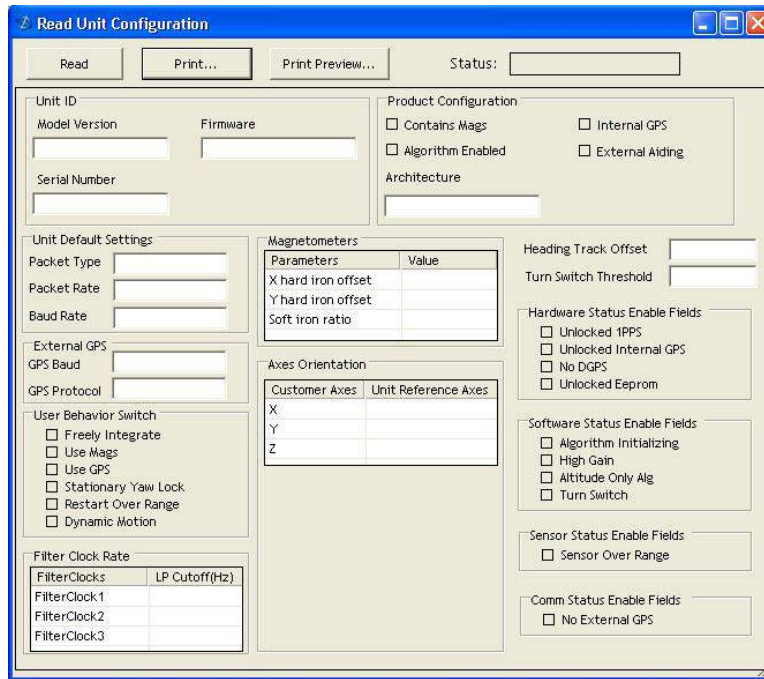 Read Unit Configuration
Read Print... Print Preview... Status:
Unit ID
Model Version Firmware
Serial Number
Product Configuration
Contains Mags Internal GPS
Algorithm Enabled External Aiding
Architecture
Unit Default Settings
Packet Type
Packet Rate
Baud Rate
External GPS
GPS Baud
GPS Protocol
User Behavior Switch
Freely Integrate
Use Mags
Use GPS
Stationary Yaw Lock
Restart Over Range
Dynamic Motion
Filter Clock Rate
FilterClocks LP Cutoff(Hz)
FilterClock1
FilterClock2
FilterClock3
Magnetometers
Parameters Value
X hard iron offset
Y hard iron offset
Soft iron ratio
Axes Orientation
Customer Axes Unit Reference Axes
X
Y
Z
Heading Track Offset
Turn Switch Threshold
Hardware Status Enable Fields
Unlocked 1PPS
Unlocked Internal GPS
No DGPS
Unlocked Eeprom
Software Status Enable Fields
Algorithm Initializing
High Gain
Altitude Only Alg
Turn Switch
Sensor Status Enable Fields
Sensor Over Range
Comm Status Enable Fields
No External GPS